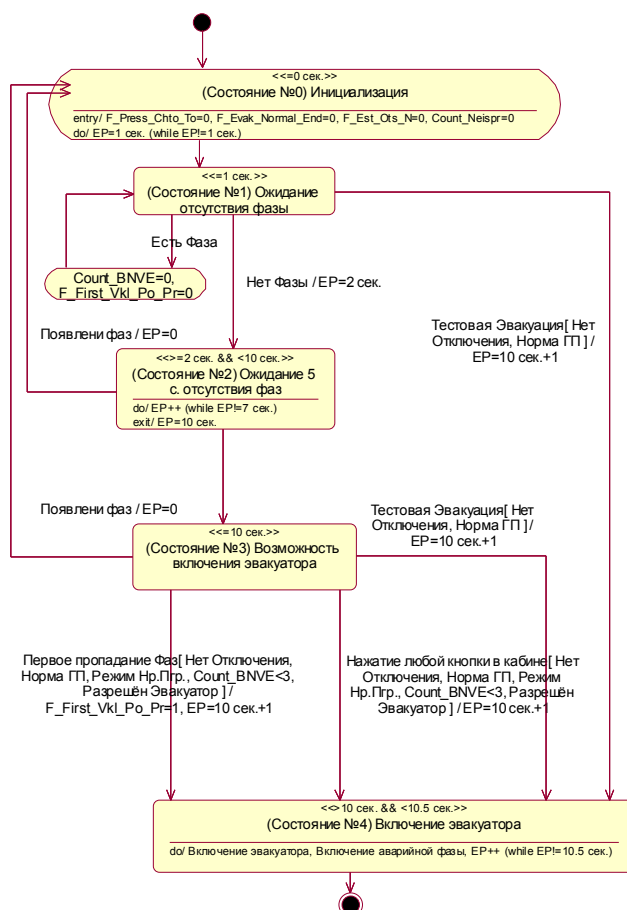 <<=0 сек.>>
(Состояние №0) Инициализация
entry/ F_Press_Chto_To=0, F_Evak_Normal_End=0, F_Est_Ots_N=0, Count_Neispr=0
do/ EP=1 сек. (while EP!=1 сек.)
<<=1 сек.>>
(Состояние №1) Ожидание
отсутствия фазы
Есть Фаза
Count_BNVE=0,
F_First_Vkl_Po_Pr=0
Нет Фазы / EP=2 сек.
Появлени фаз / EP=0
Тестовая Эвакуация[ Нет
Отключения, Норма ГП ] /
EP=10 сек.+1
<<>=2 сек. && <10 сек.>>
(Состояние №2) Ожидание 5
с. отсутствия фаз
do/ EP++ (while EP!=7 сек.)
exit/ EP=10 сек.
Появлени фаз / EP=0
Тестовая Эвакуация[ Нет
Отключения, Норма ГП ] /
EP=10 сек.+1
<<=10 сек.>>
(Состояние №3) Возможность
включения эвакуатора
Первое пропадание Фаз[ Нет Отключения,
Норма ГП, Режим Нр.Пгр., Count_BNVE<3,
Разрешён Эвакуатор ] /
F_First_Vkl_Po_Pr=1, EP=10 сек.+1
Нажатие любой кнопки в кабине[ Нет
Отключения, Норма ГП, Режим
Нр.Пгр., Count_BNVE<3, Разрешён
Эвакуатор ] / EP=10 сек.+1
<<>10 сек. && <10.5 сек.>>
(Состояние №4) Включение эвакуатора
do/ Включение эвакуатора, Включение аварийной фазы, EP++ (while EP!=10.5 сек.)